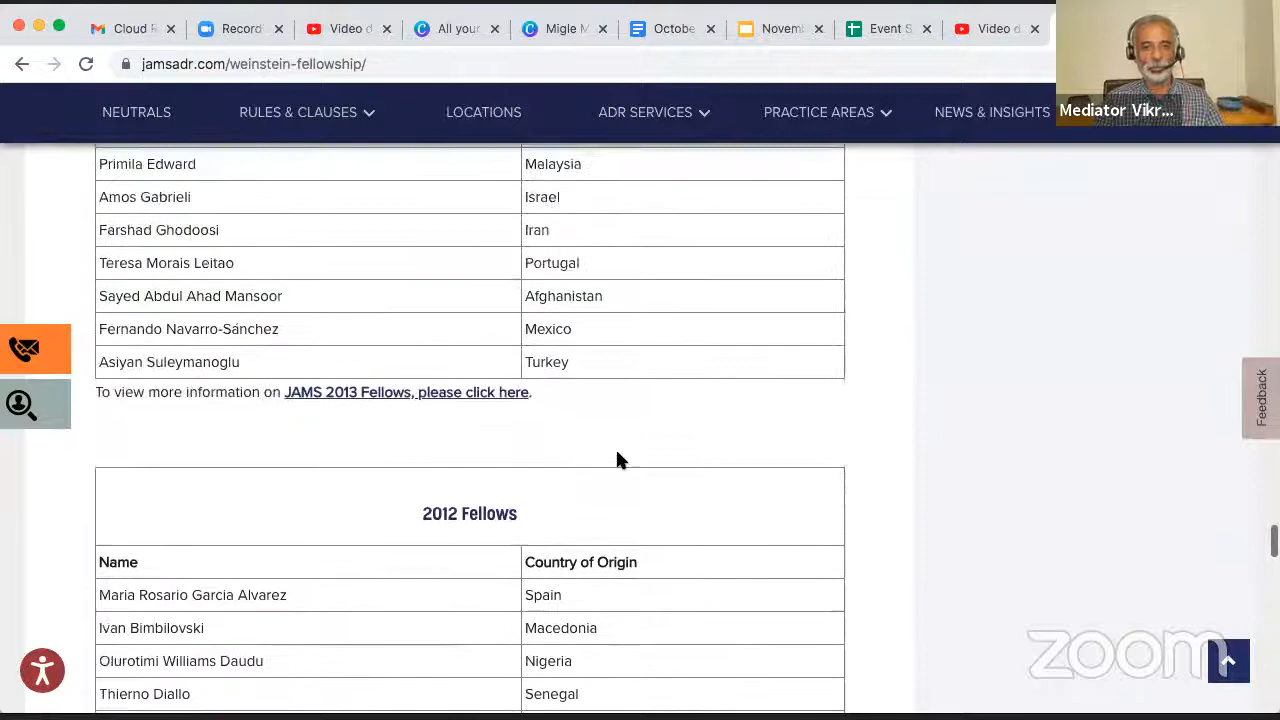 Cloud R
Record
Video
All your
Migle M
Octobe
Novem
Event S
Video d
jamsadr.com/weinstein-fellowship/
Mediator Vikr...
NEUTRALS RULES & CLAUSES LOCATIONS ADR SERVICES PRACTICE AREAS NEWS & INSIGHTS
Primila Edward Malaysia
Amos Gabrieli Israel
Farshad Ghodoosi Iran
Teresa Morais Leitao Portugal
Sayed Abdul Ahad Mansoor Afghanistan
Fernando Navarro-Sánchez Mexico
Asiyan Suleymanoglu Turkey
To view more information on JAMS 2013 Fellows, please click here.
Feedback
2012 Fellows
Name Country of Origin
Maria Rosario Garcia Alvarez Spain
Ivan Bimbilovski Macedonia
Olurotimi Williams Daudu Nigeria
Thierno Diallo Senegal
zoom